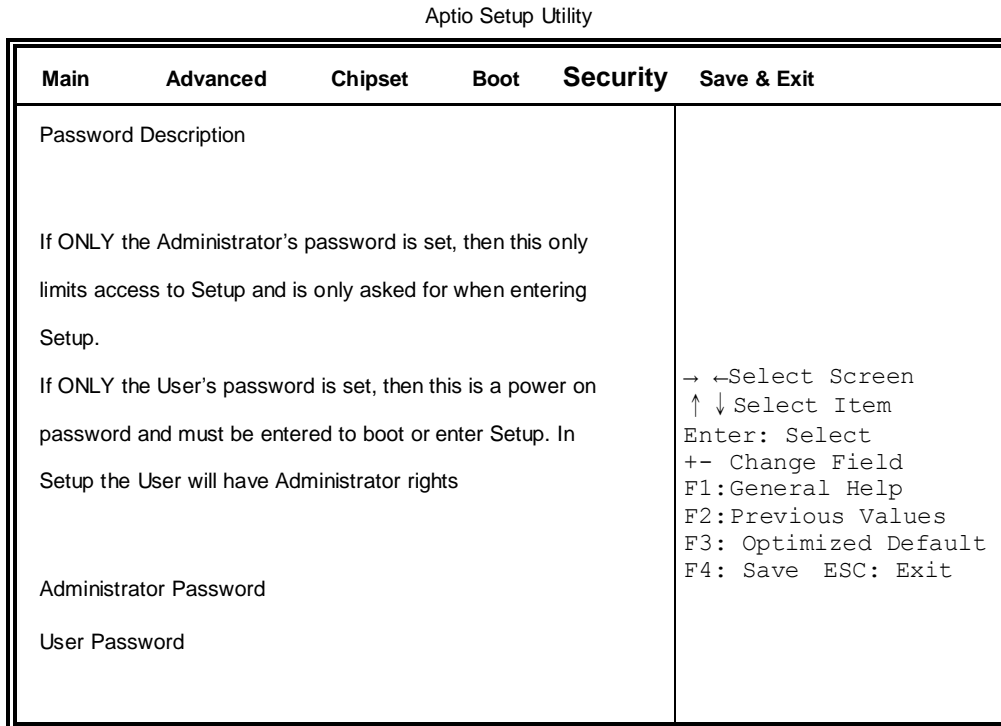 Aptio Setup Utility
Main Advanced Chipset Boot Security Save & Exit
Password Description
If ONLY the Administrator’s password is set, then this only
limits access to Setup and is only asked for when entering
Setup.
If ONLY the User’s password is set, then this is a power on
password and must be entered to boot or enter Setup. In
Setup the User will have Administrator rights
Administrator Password
User Password
→ ←Select Screen
↑ ↓ Select Item
Enter: Select
+- Change Field
F1:General Help
F2:Previous Values
F3: Optimized Default
F4: Save ESC: Exit